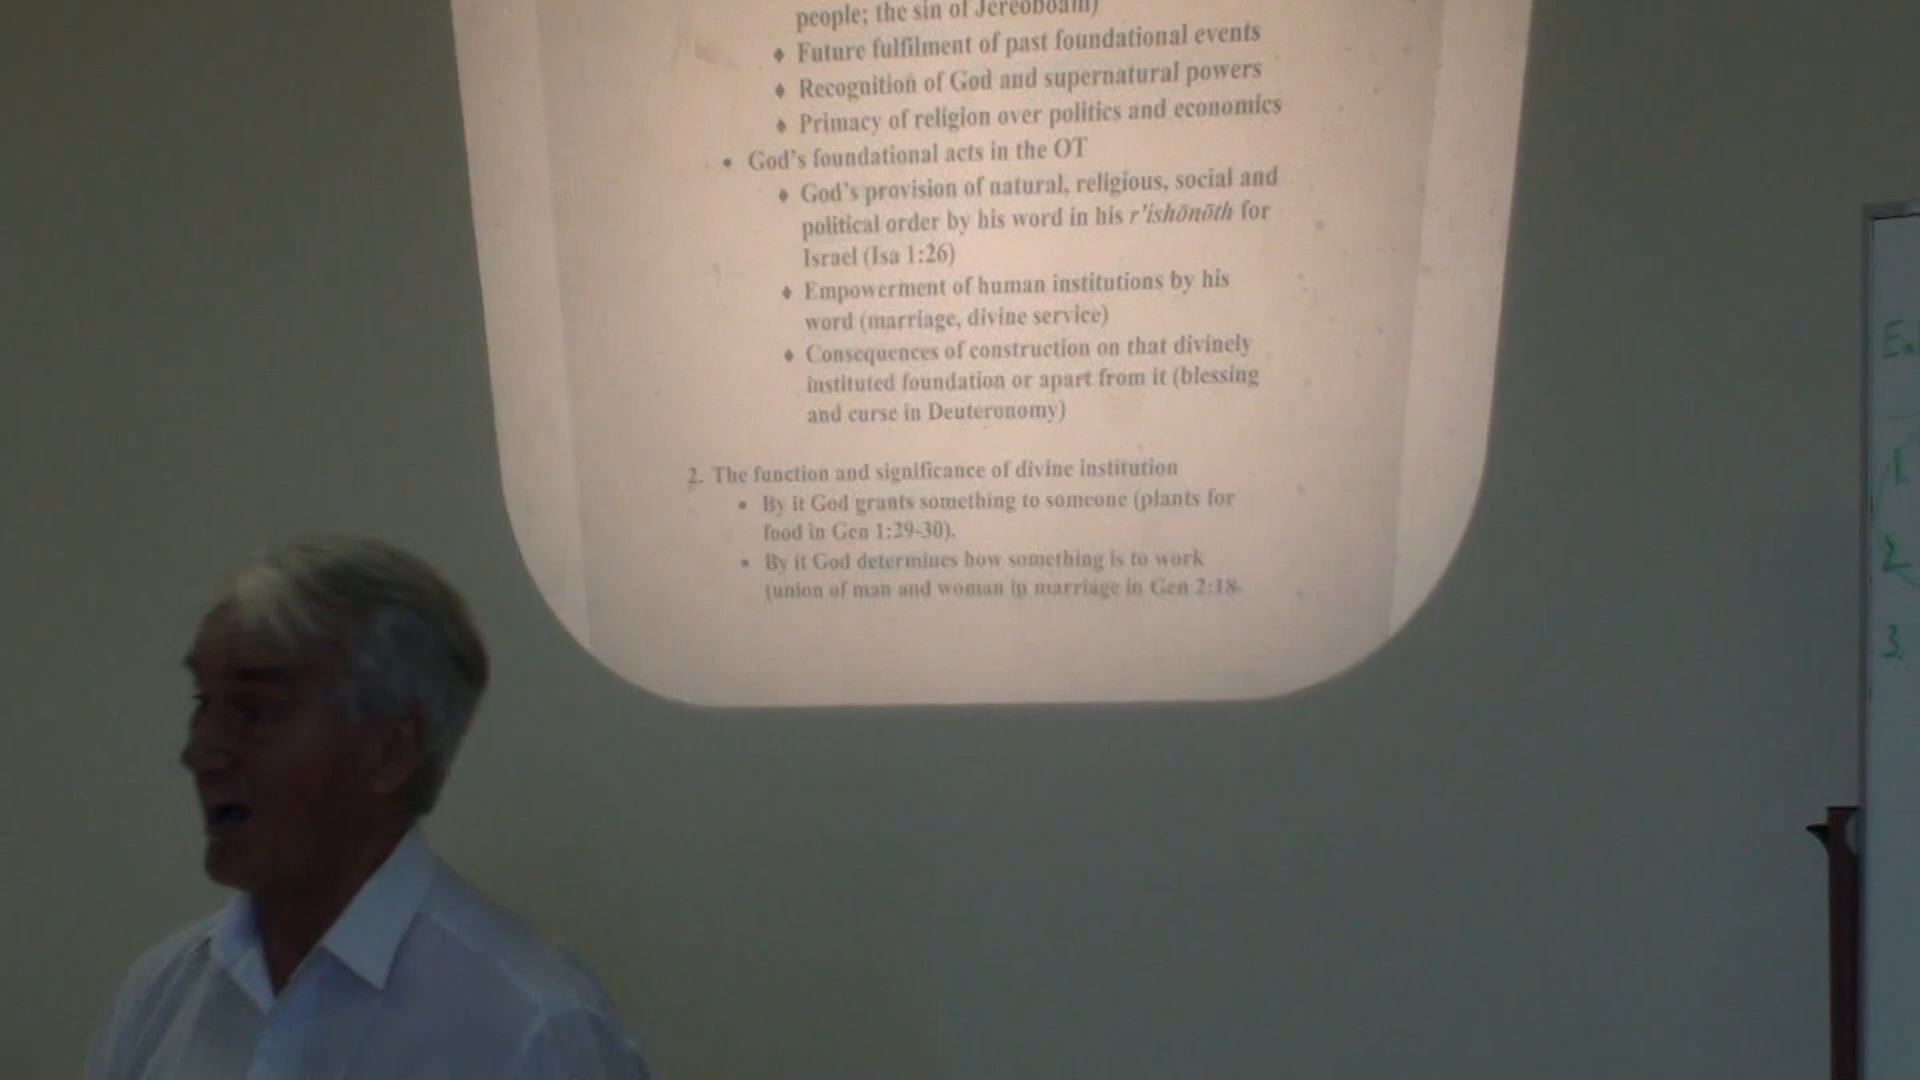 people; the sin of Jereoboam)
♦ Future fulfilment of past foundational events
♦ Recognition of God and supernatural powers
♦ Primacy of religion over politics and economics
• God's foundational acts in the OT
♦ God's provision of natural, religious, social and
political order by his word in his r'ishōnōth for
Israel (Isa 1:26)
♦ Empowerment of human institutions by his
word (marriage, divine service)
♦ Consequences of construction on that divinely
instituted foundation or apart from it (blessing
and curse in Deuteronomy)
2. The function and significance of divine institution
• By it God grants something to someone (plants for
food in Gen 1:29-30).
• By it God determines how something is to work
(union of man and woman in marriage in Gen 2:18-
1
2
3.